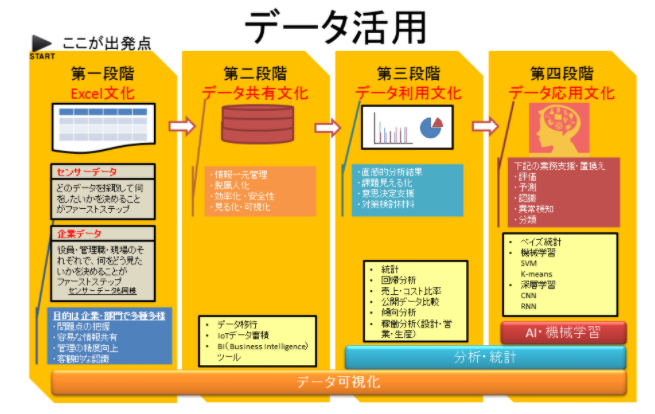 データ活用
ここが出発点
START
第一段階
Excel文化
センサーデータ
どのデータを採取して何
をしたいかを決めること
がファーストステップ
企業データ
役員・管理職・現場のそ
れぞれで、何をどう見た
いかを決めることが
ファーストステップ
センサーデータも同様
目的は企業・部門で多種多様
・問題点の把握
・容易な情報共有
・管理の精度向上
・客観的な認識
第二段階
データ共有文化
・情報一元管理
・脱属人化
・効率化・安全性
・見る化・可視化
• データ移行
• IoTデータ蓄積
• BI(Business Intelligence)
ツール
第三段階
データ利用文化
・直感的分析結果
・課題見える化
・意思決定支援
・対策検討材料
• 統計
• 回帰分析
• 売上・コスト比率
• 公開データ比較
• 傾向分析
• 稼働分析(設計・営
業・生産)
第四段階
データ応用文化
下記の業務支援・置換え
・評価
・予測
・認識
・異常検知
・分類
• ベイズ統計
• 機械学習
SVM
K-means
• 深層学習
CNN
RNN
AI・機械学習
分析・統計
データ可視化